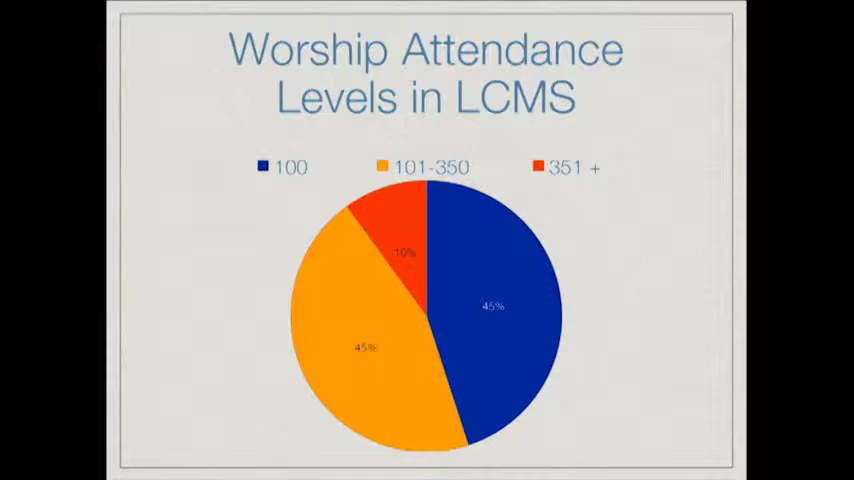 Worship Attendance
Levels in LCMS
100 101-350 351 +
10%
45%
45%